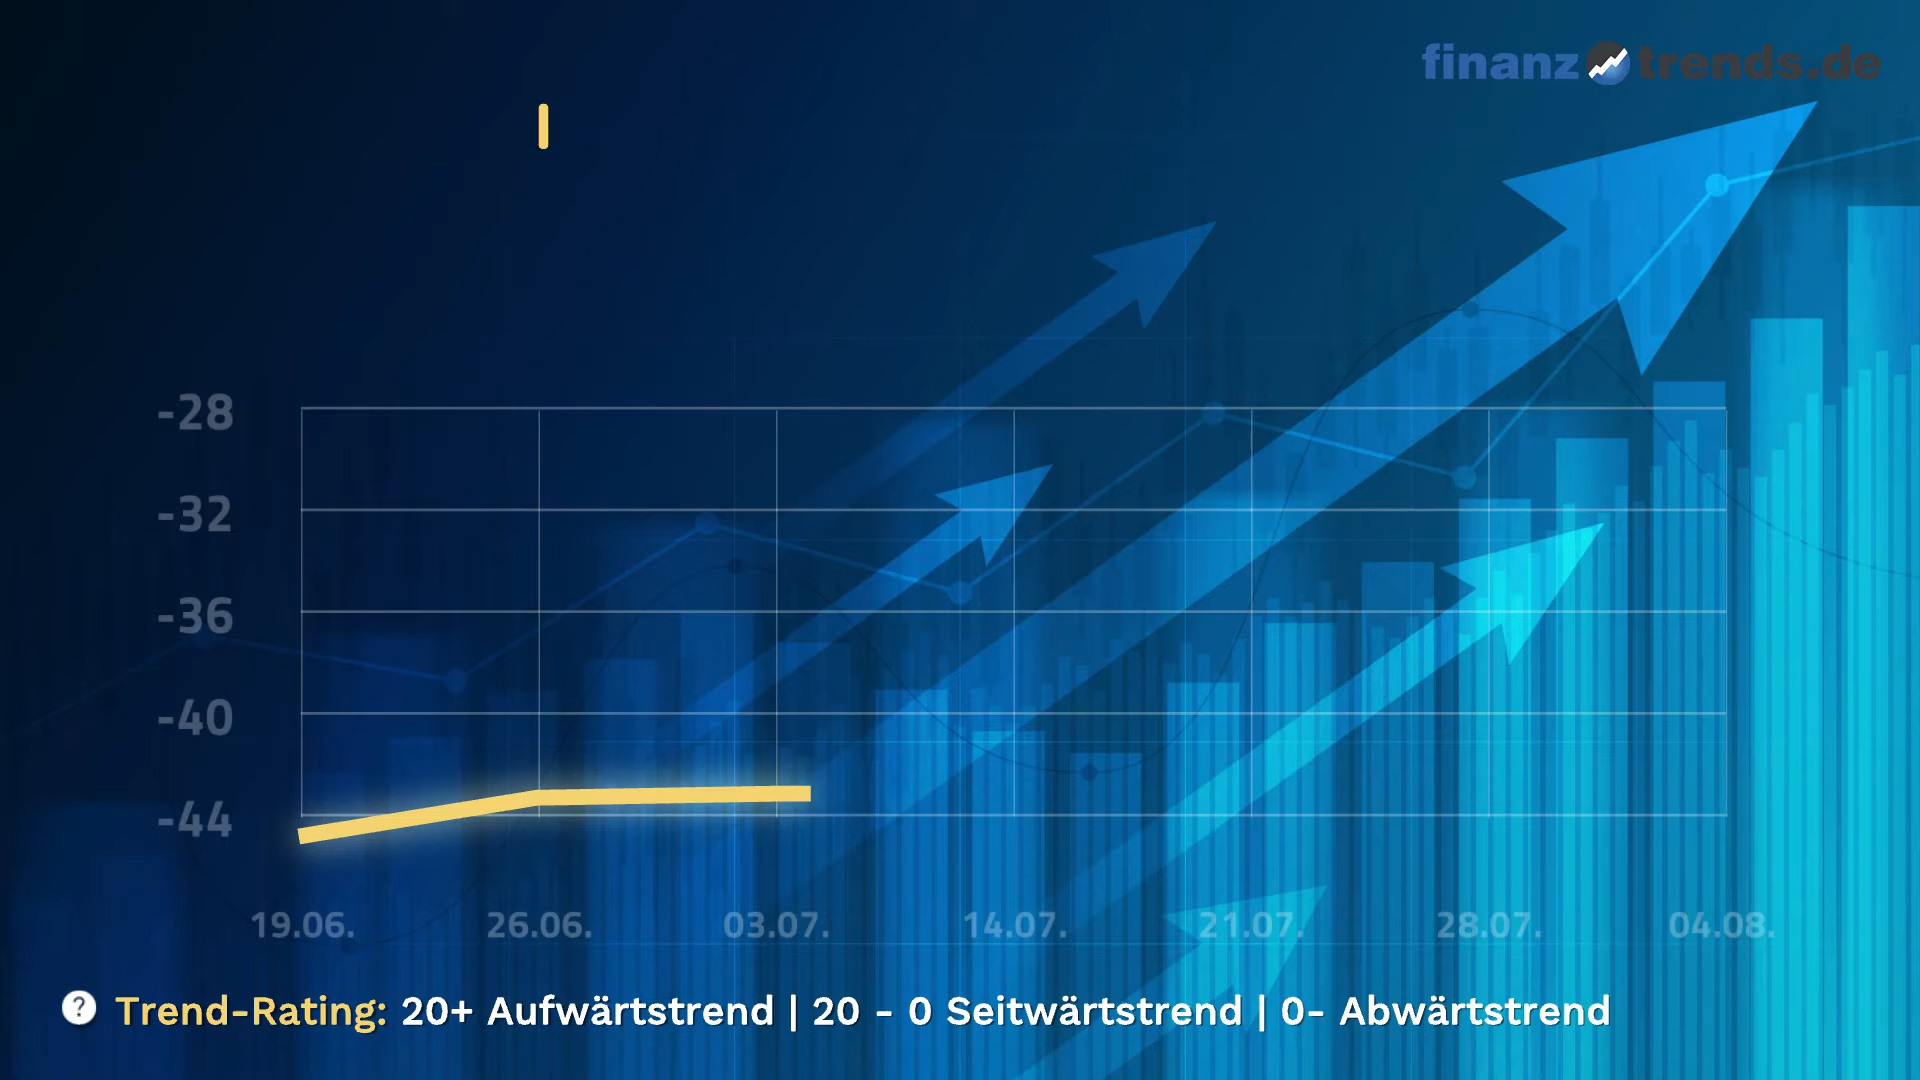 finanztrends.de
-28
-32
-36
-40
-44
19.06. 26.06. 03.07. 14.07. 21.07. 28.07. 04.08.
? Trend-Rating: 20+ Aufwärtstrend | 20 - 0 Seitwärtstrend | 0- Abwärtstrend